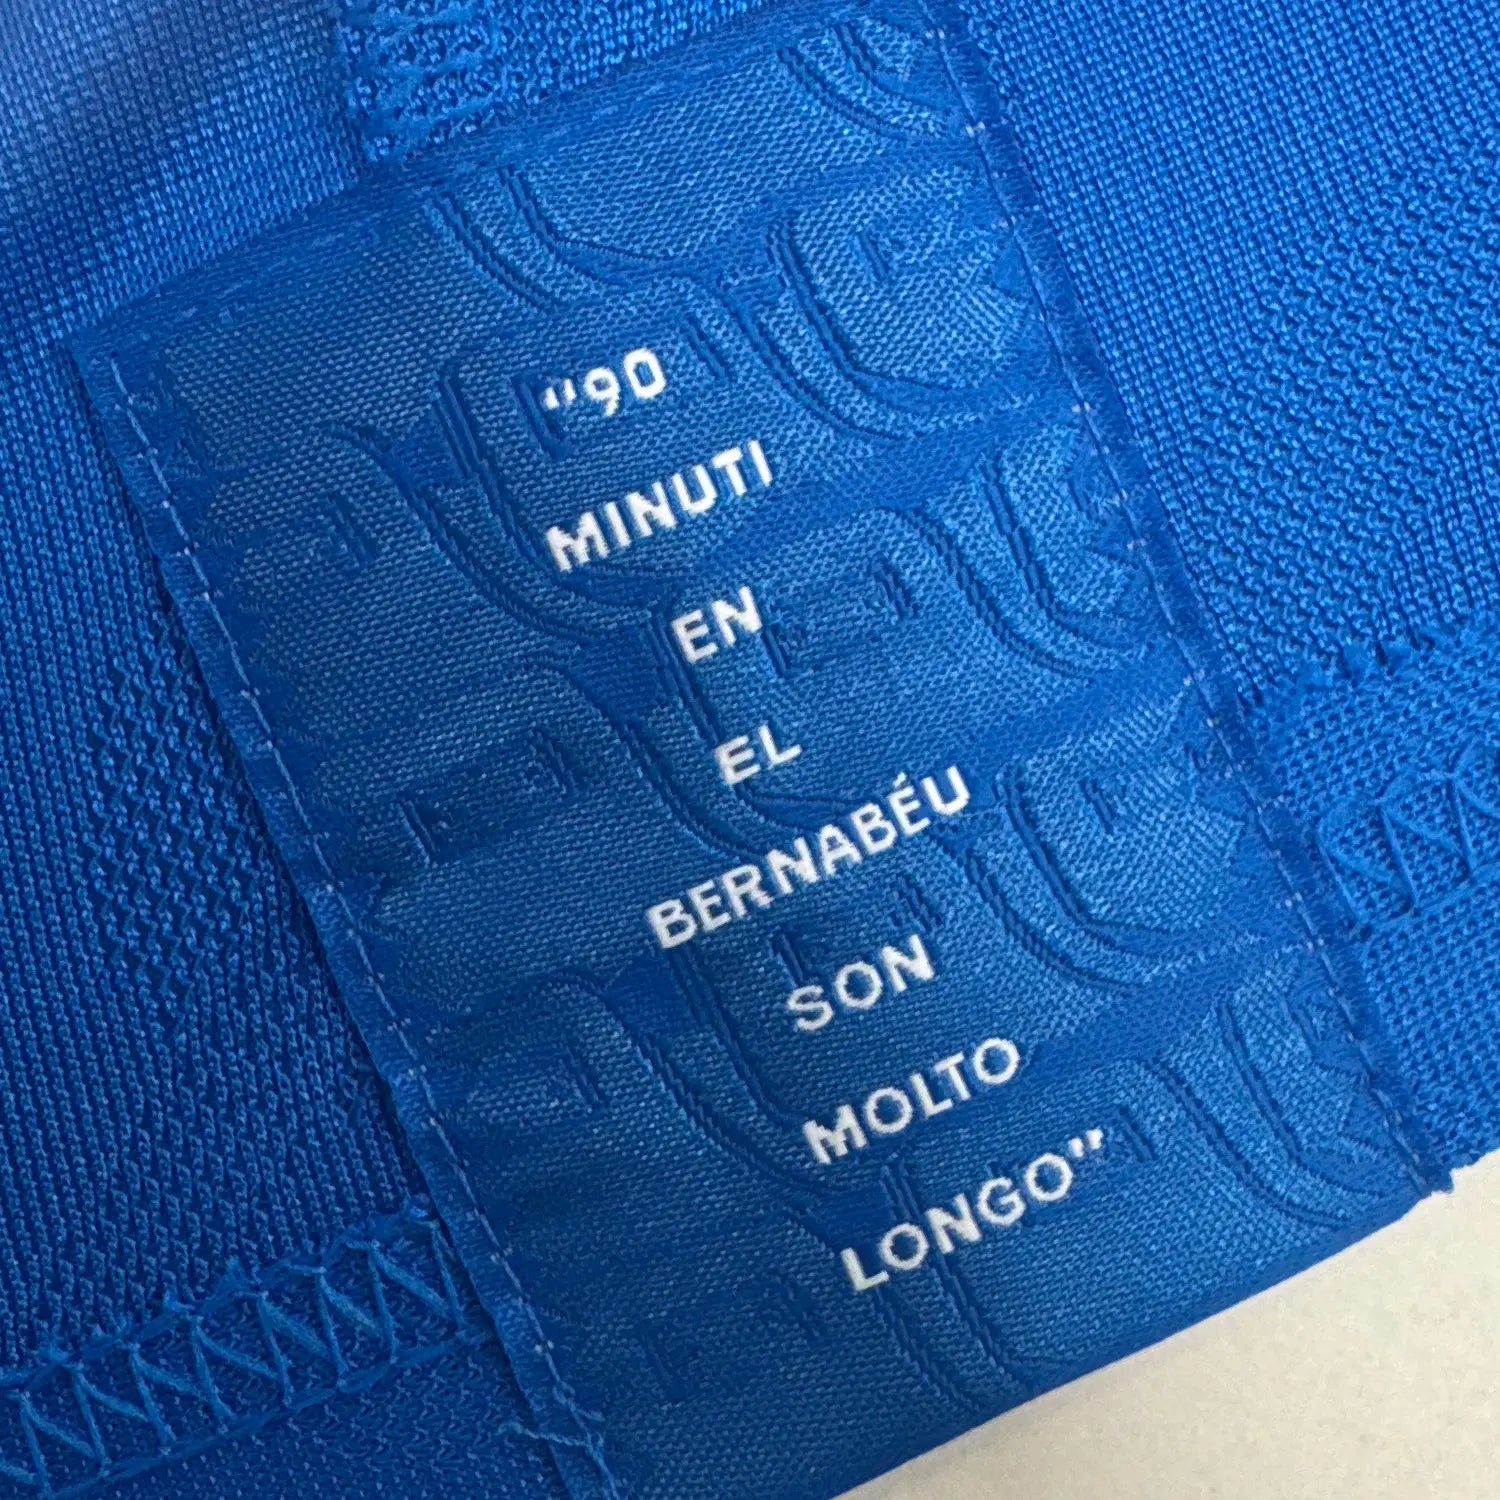 "90
MINUTI
EN
EL
BERNABÉU
SON
MOLTO
LONGO"